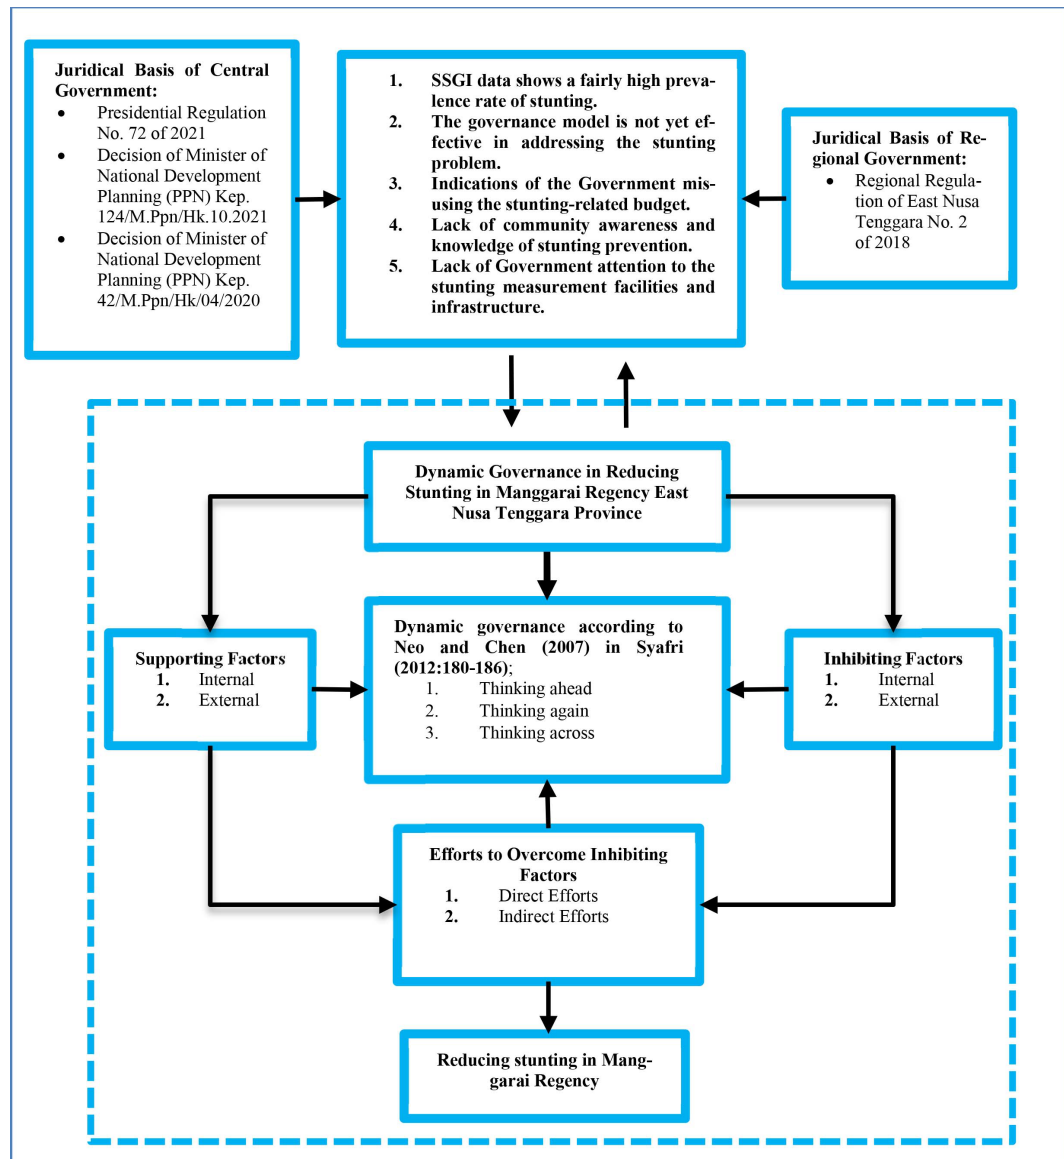 Juridical Basis of Central
Government:
• Presidential Regulation
No. 72 of 2021
• Decision of Minister of
National Development
Planning (PPN) Kep.
124/M.Ppn/Hk.10.2021
• Decision of Minister of
National Development
Planning (PPN) Kep.
42/M.Ppn/Hk/04/2020
1. SSGI data shows a fairly high preva-
lence rate of stunting.
2. The governance model is not yet ef-
fective in addressing the stunting
problem.
3. Indications of the Government mis-
using the stunting-related budget.
4. Lack of community awareness and
knowledge of stunting prevention.
5. Lack of Government attention to the
stunting measurement facilities and
infrastructure.
Juridical Basis of Re-
gional Government:
• Regional Regula-
tion of East Nusa
Tenggara No. 2
of 2018
Dynamic Governance in Reducing
Stunting in Manggarai Regency East
Nusa Tenggara Province
Supporting Factors
1. Internal
2. External
Dynamic governance according to
Neo and Chen (2007) in Syafri
(2012:180-186);
1. Thinking ahead
2. Thinking again
3. Thinking across
Inhibiting Factors
1. Internal
2. External
Efforts to Overcome Inhibiting
Factors
1. Direct Efforts
2. Indirect Efforts
Reducing stunting in Mang-
garai Regency